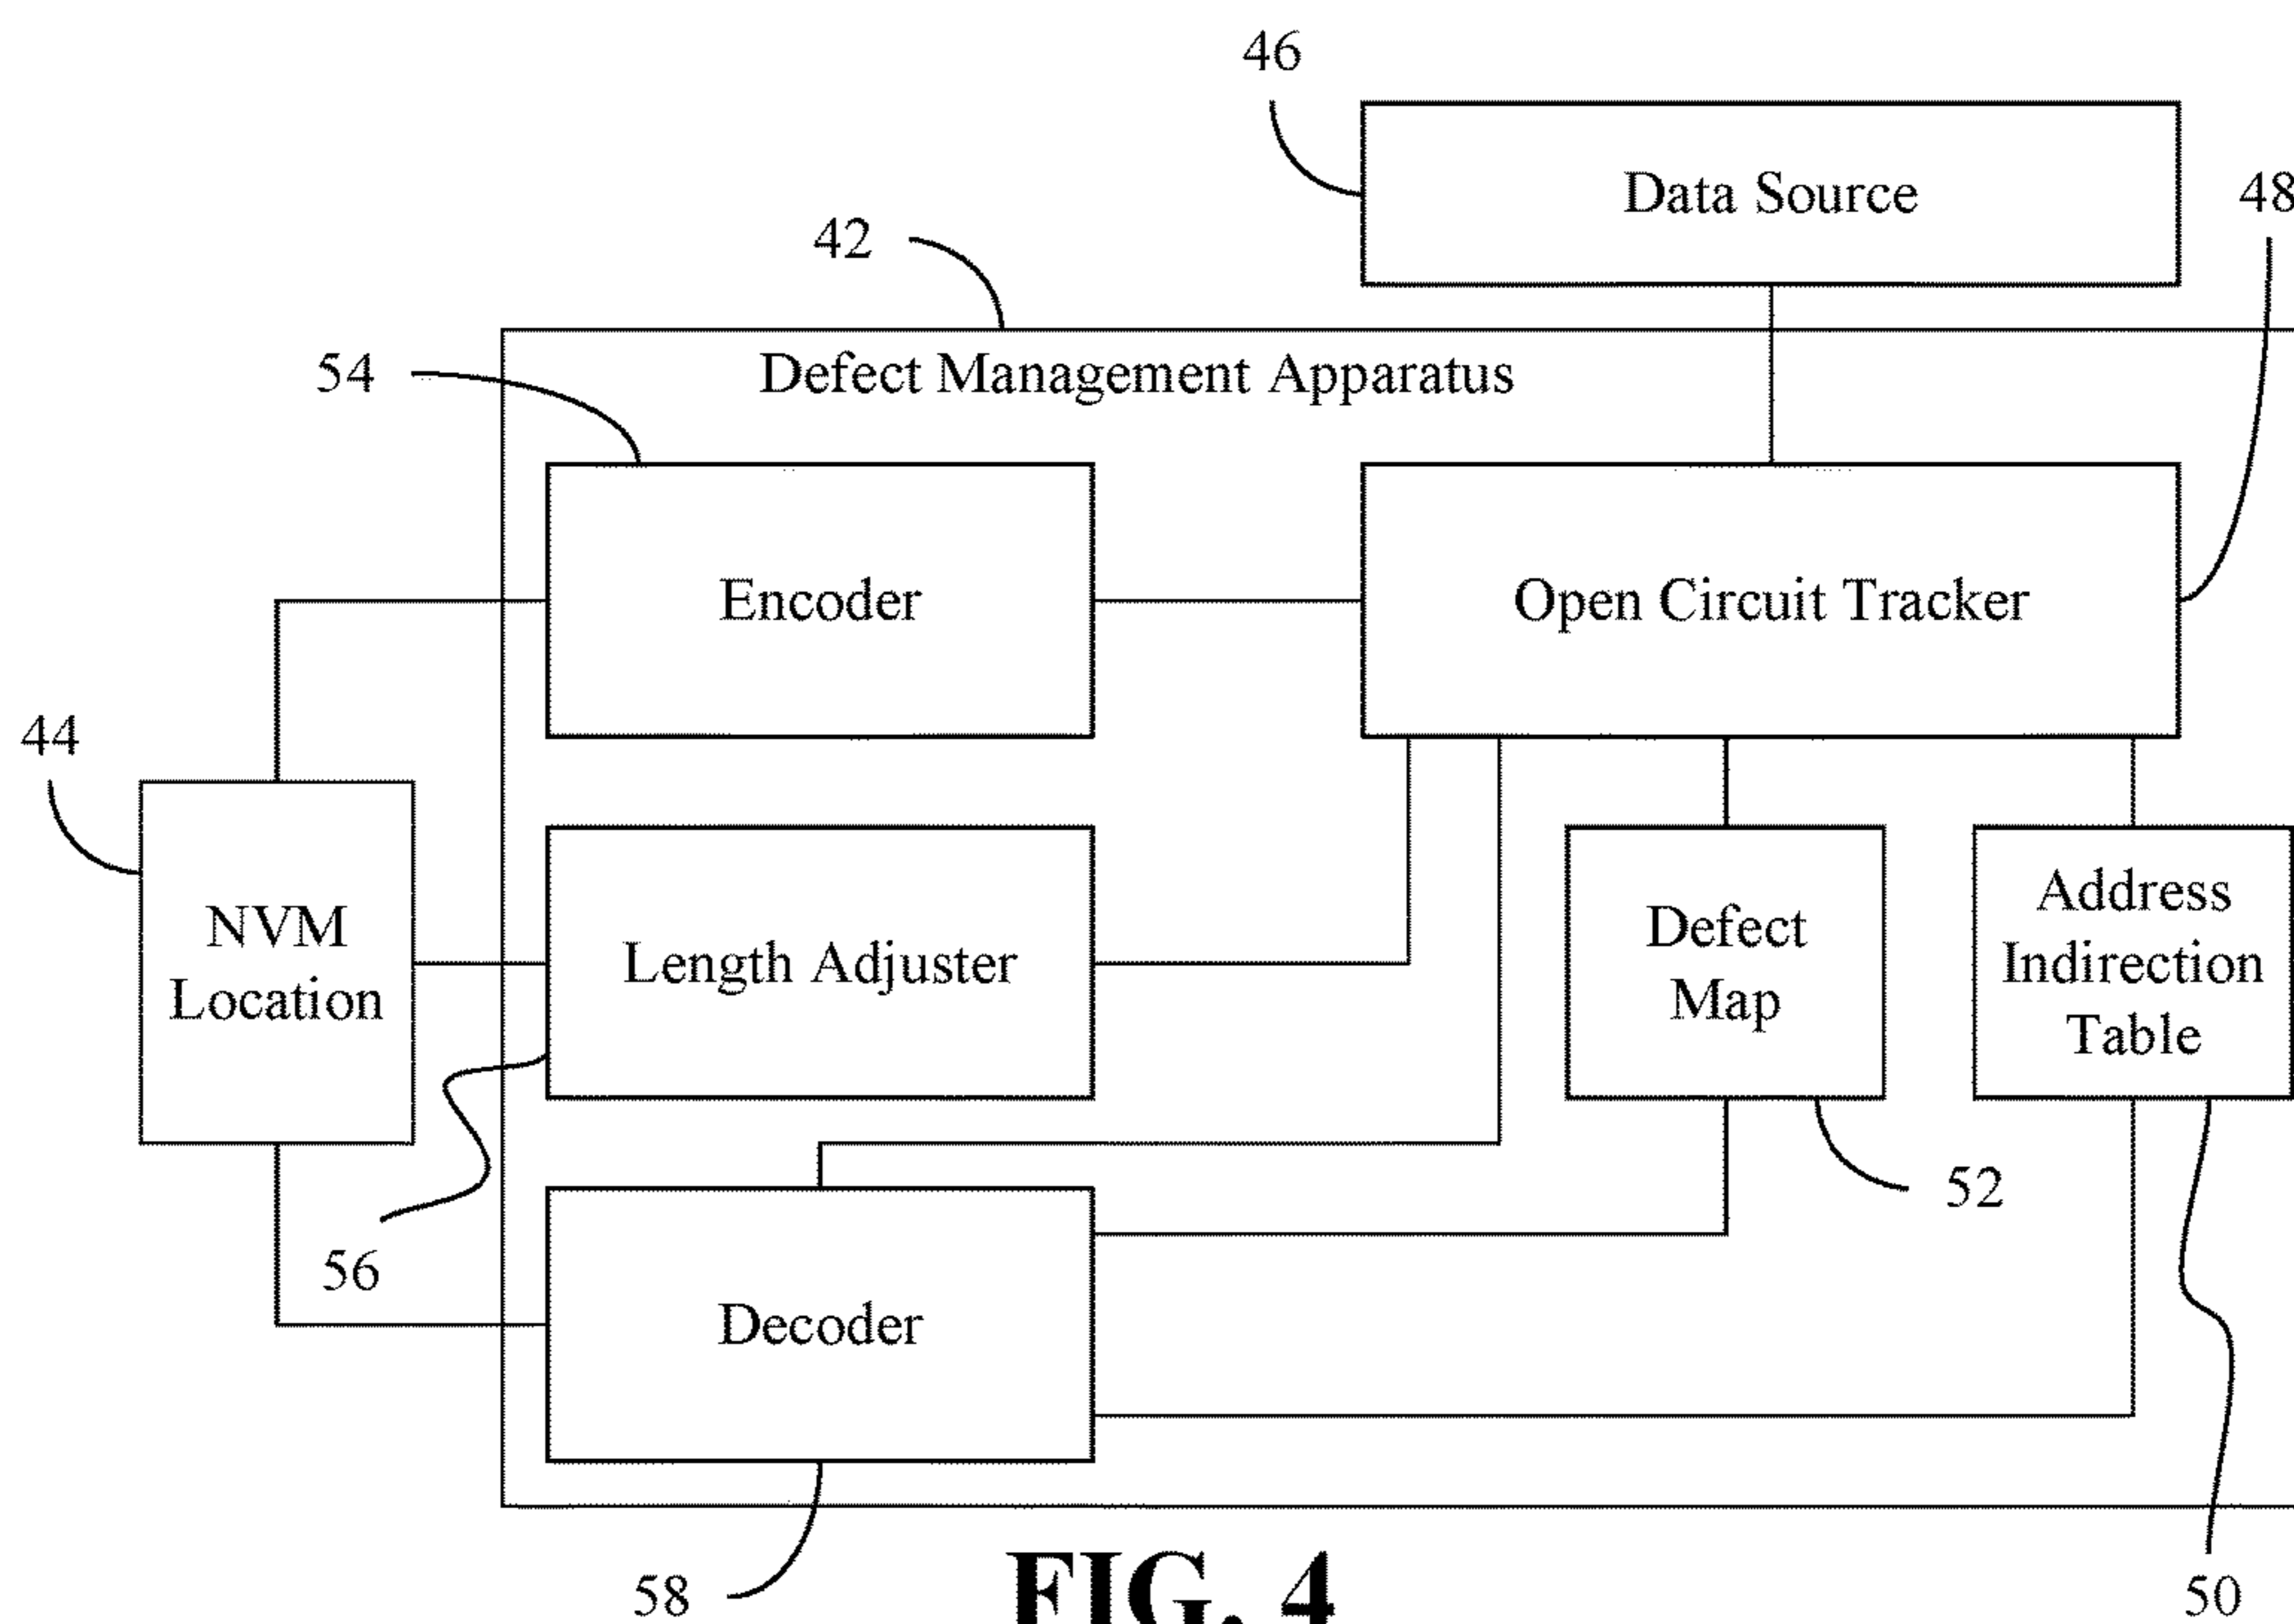 46
Data Source
48
42
Defect Management Apparatus
54
Encoder
Open Circuit Tracker
44
NVM
Location
Length Adjuster
Defect
Map
Address
Indirection
Table
52
56
Decoder
58
FIG. 4
50